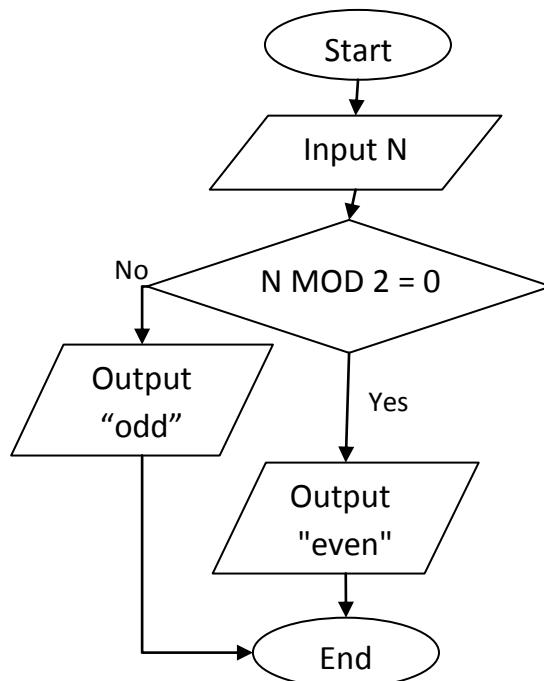 Start
Input N
N MOD 2 = 0
No
Output
“odd”
Yes
Output
"even"
End